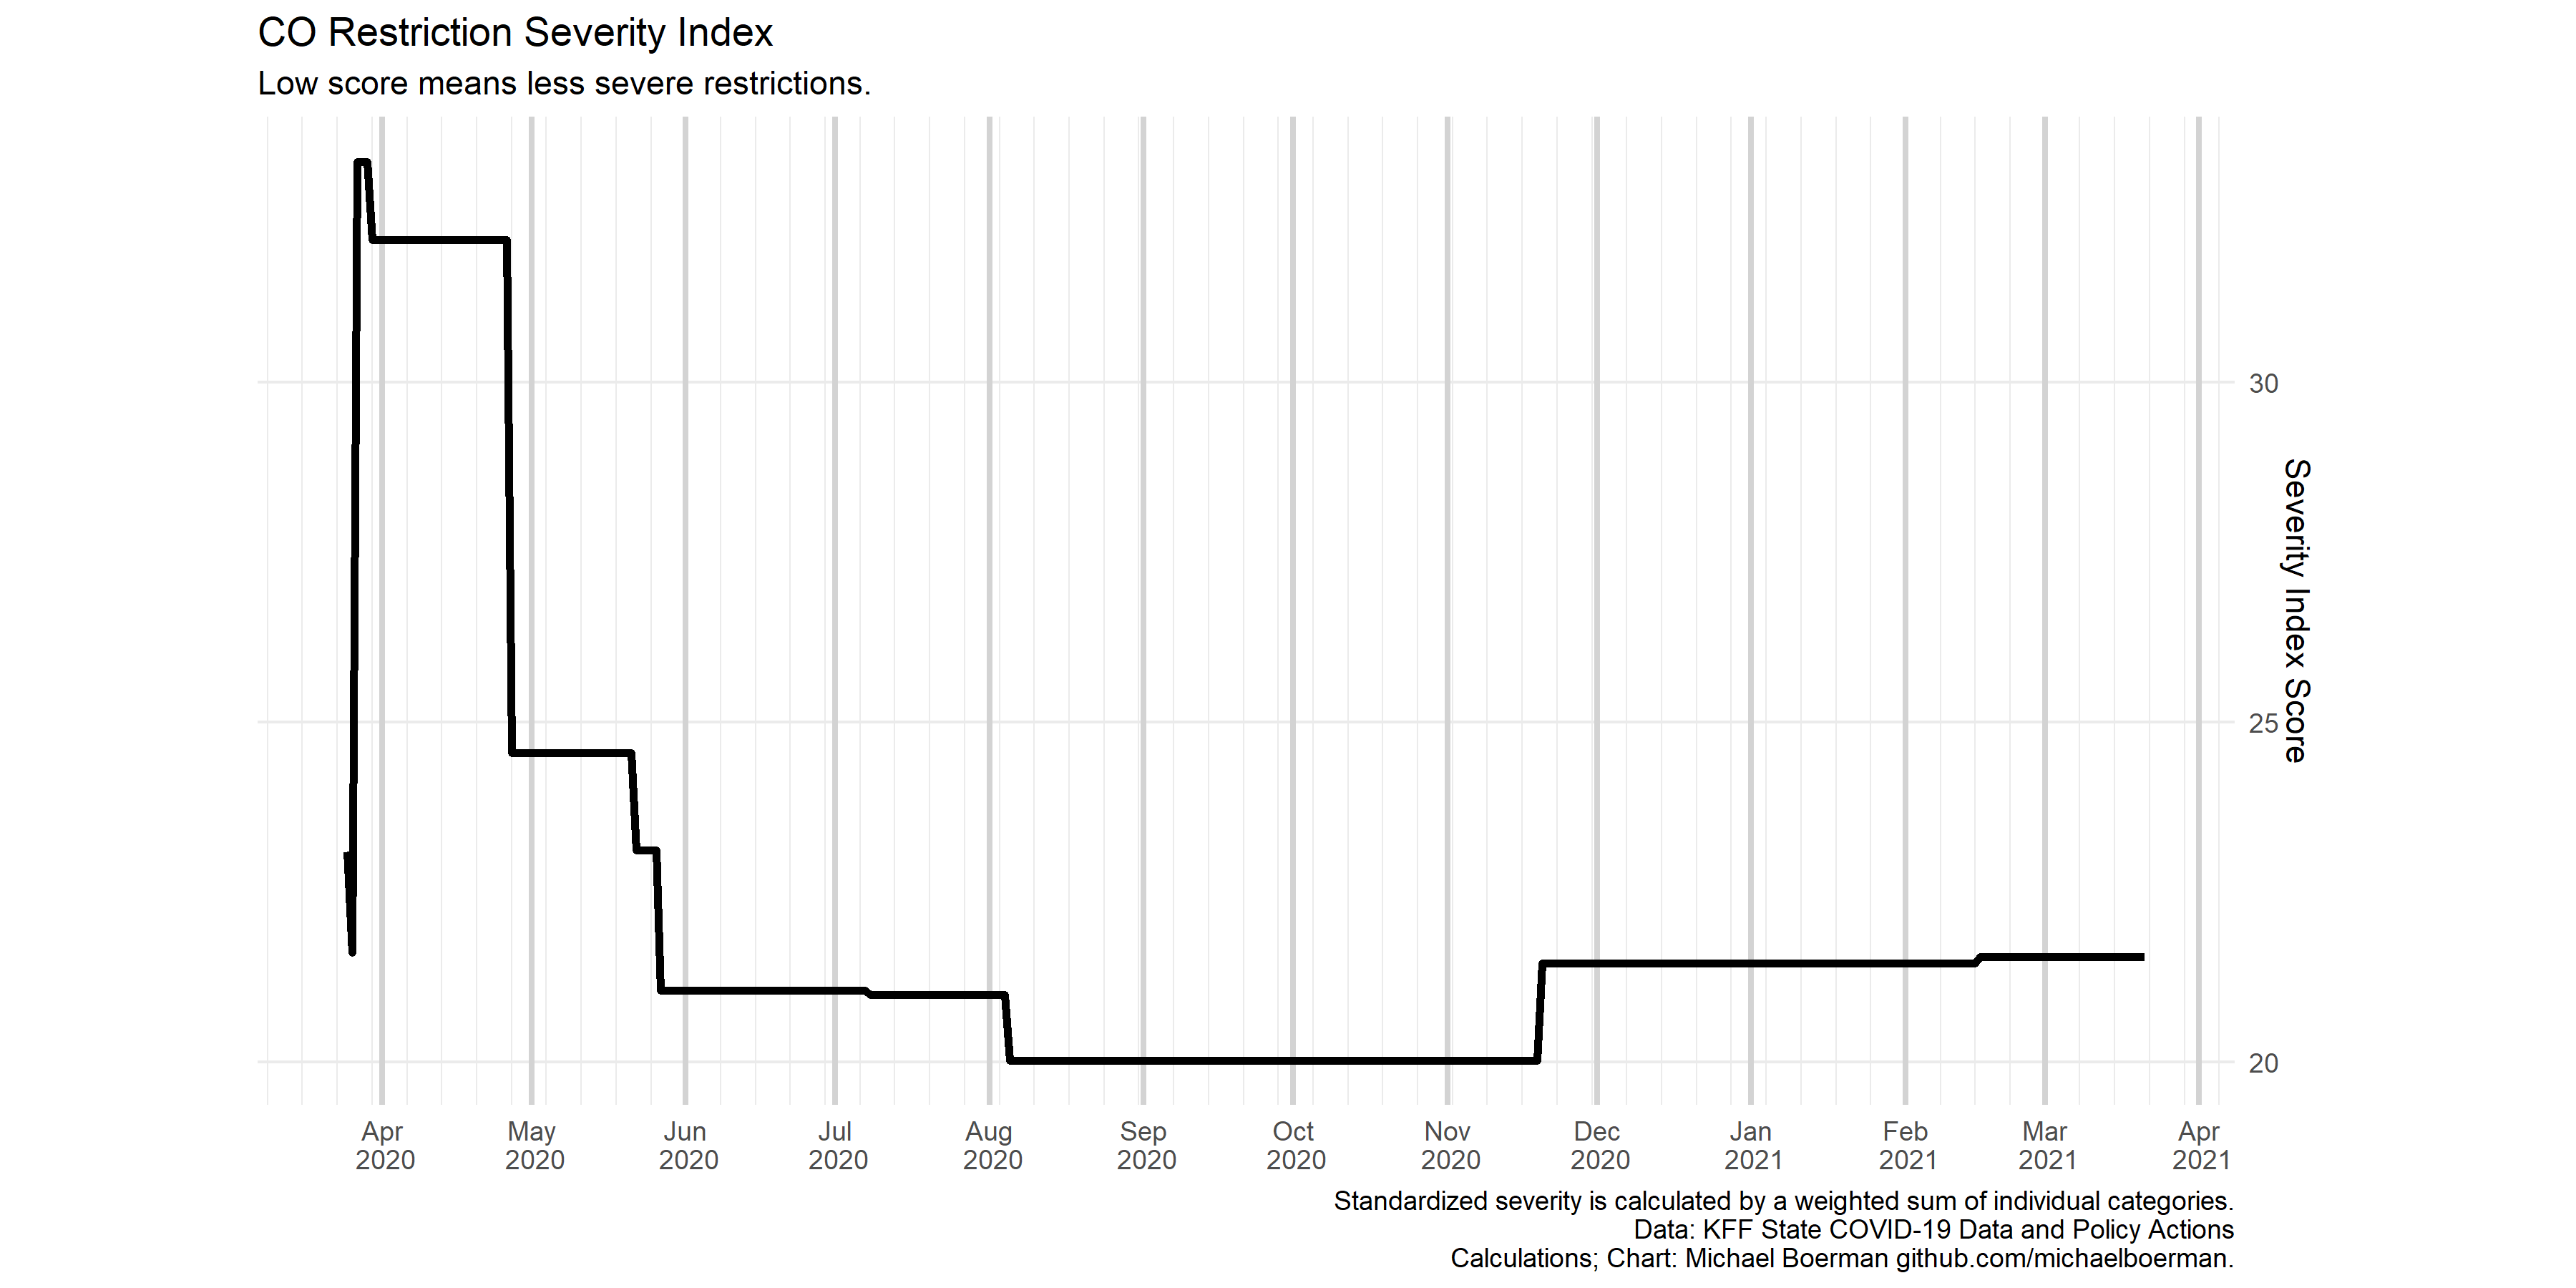 CO Restriction Severity Index
Low score means less severe restrictions.
30
25
20
Severity Index Score
Apr
2020
May
2020
Jun
2020
Jul
2020
Aug
2020
Sep
2020
Oct
2020
Nov
2020
Dec
2020
Jan
2021
Feb
2021
Mar
2021
Apr
2021
Standardized severity is calculated by a weighted sum of individual categories.
Data: KFF State COVID-19 Data and Policy Actions
Calculations; Chart: Michael Boerman github.com/michaelboerman.